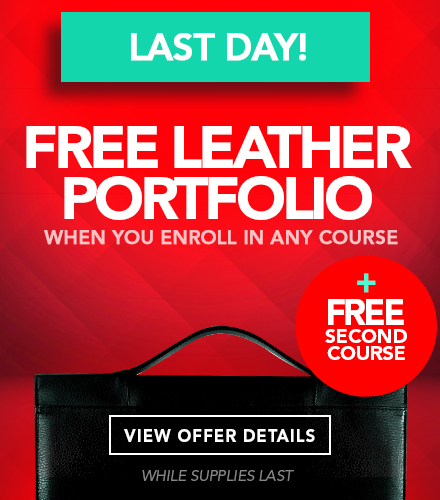 LAST DAY!
FREE LEATHER
PORTFOLIO
WHEN YOU ENROLL IN ANY COURSE
+
FREE
SECOND
COURSE
VIEW OFFER DETAILS
WHILE SUPPLIES LAST